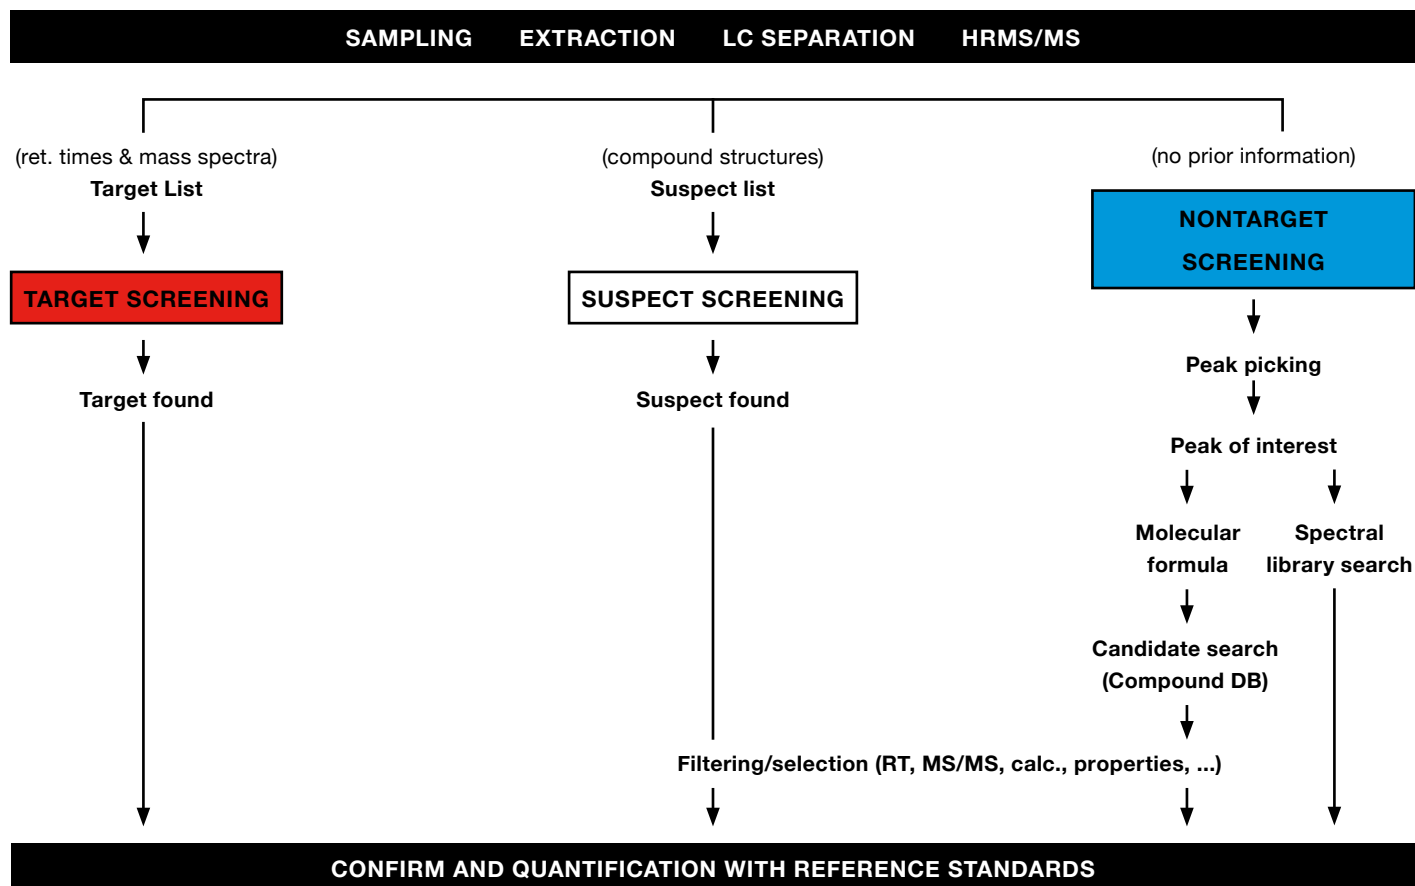 SAMPLING EXTRACTION LC SEPARATION HRMS/MS
(ret. times & mass spectra)
Target List
TARGET SCREENING
Target found
(compound structures)
Suspect list
SUSPECT SCREENING
Suspect found
(no prior information)
NONTARGET
SCREENING
Peak picking
Peak of interest
Molecular
formula
Spectral
library search
Candidate search
(Compound DB)
Filtering/selection (RT, MS/MS, calc., properties, ...)
CONFIRM AND QUANTIFICATION WITH REFERENCE STANDARDS